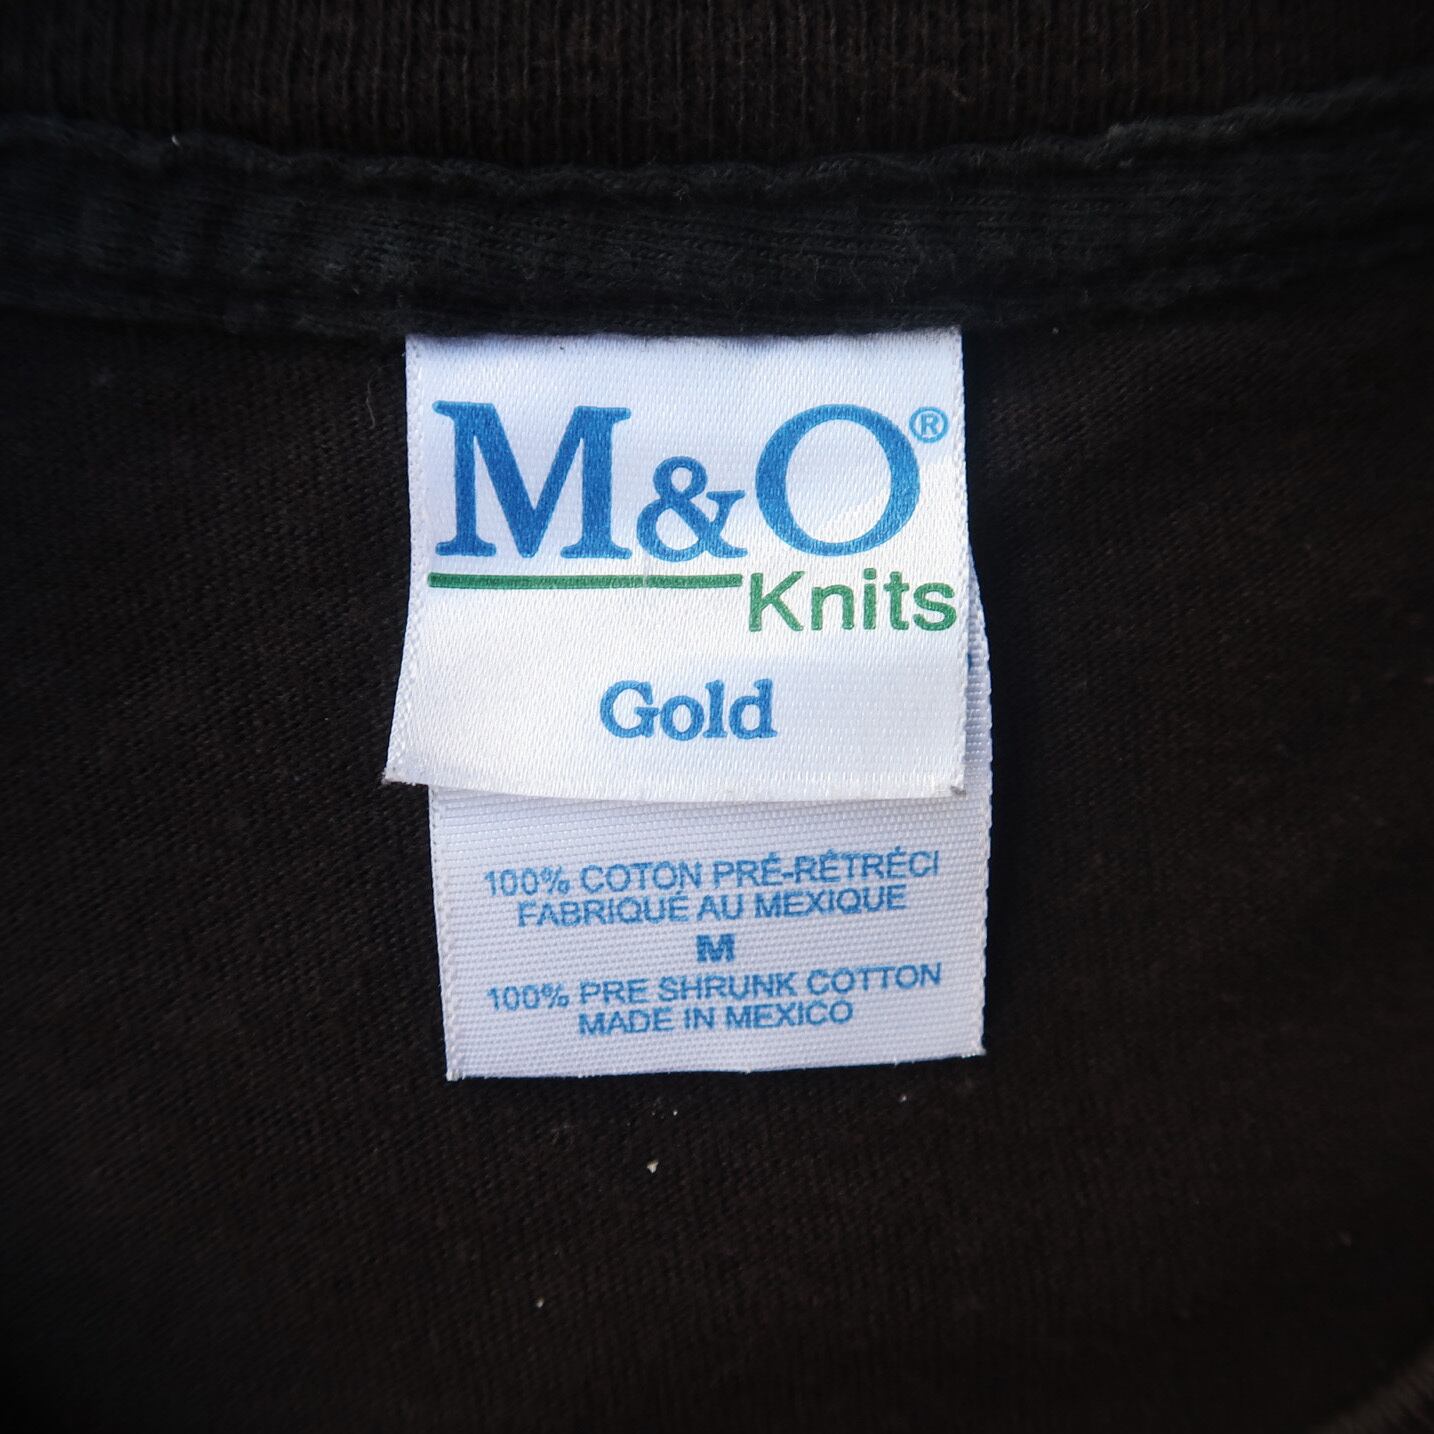 M&O®
Knits
Gold
100% COTON PRÉ-RÉTRÉCI
FABRIQUÉ AU MEXIQUE
M
100% PRE SHRUNK COTTON
MADE IN MEXICO